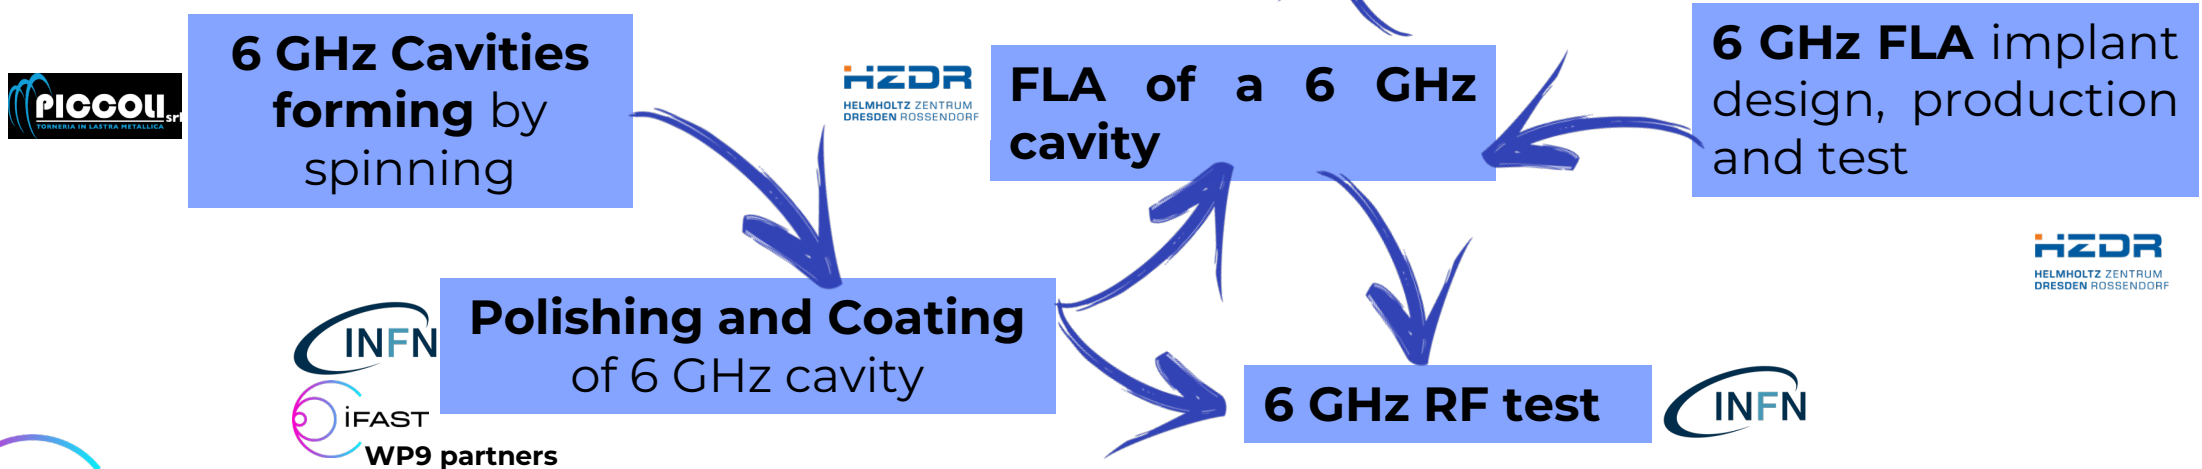 PICCOLI srl
TORNERIA IN LASTRA METALLICA
6 GHz Cavities
forming by
spinning
HZDR
HELMHOLTZ ZENTRUM
DRESDEN ROSSENDORF
FLA of a 6 GHz
cavity
6 GHz FLA implant
design, production
and test
HZDR
HELMHOLTZ ZENTRUM
DRESDEN ROSSENDORF
INFN
iFAST
WP9 partners
Polishing and Coating
of 6 GHz cavity
6 GHz RF test
INFN